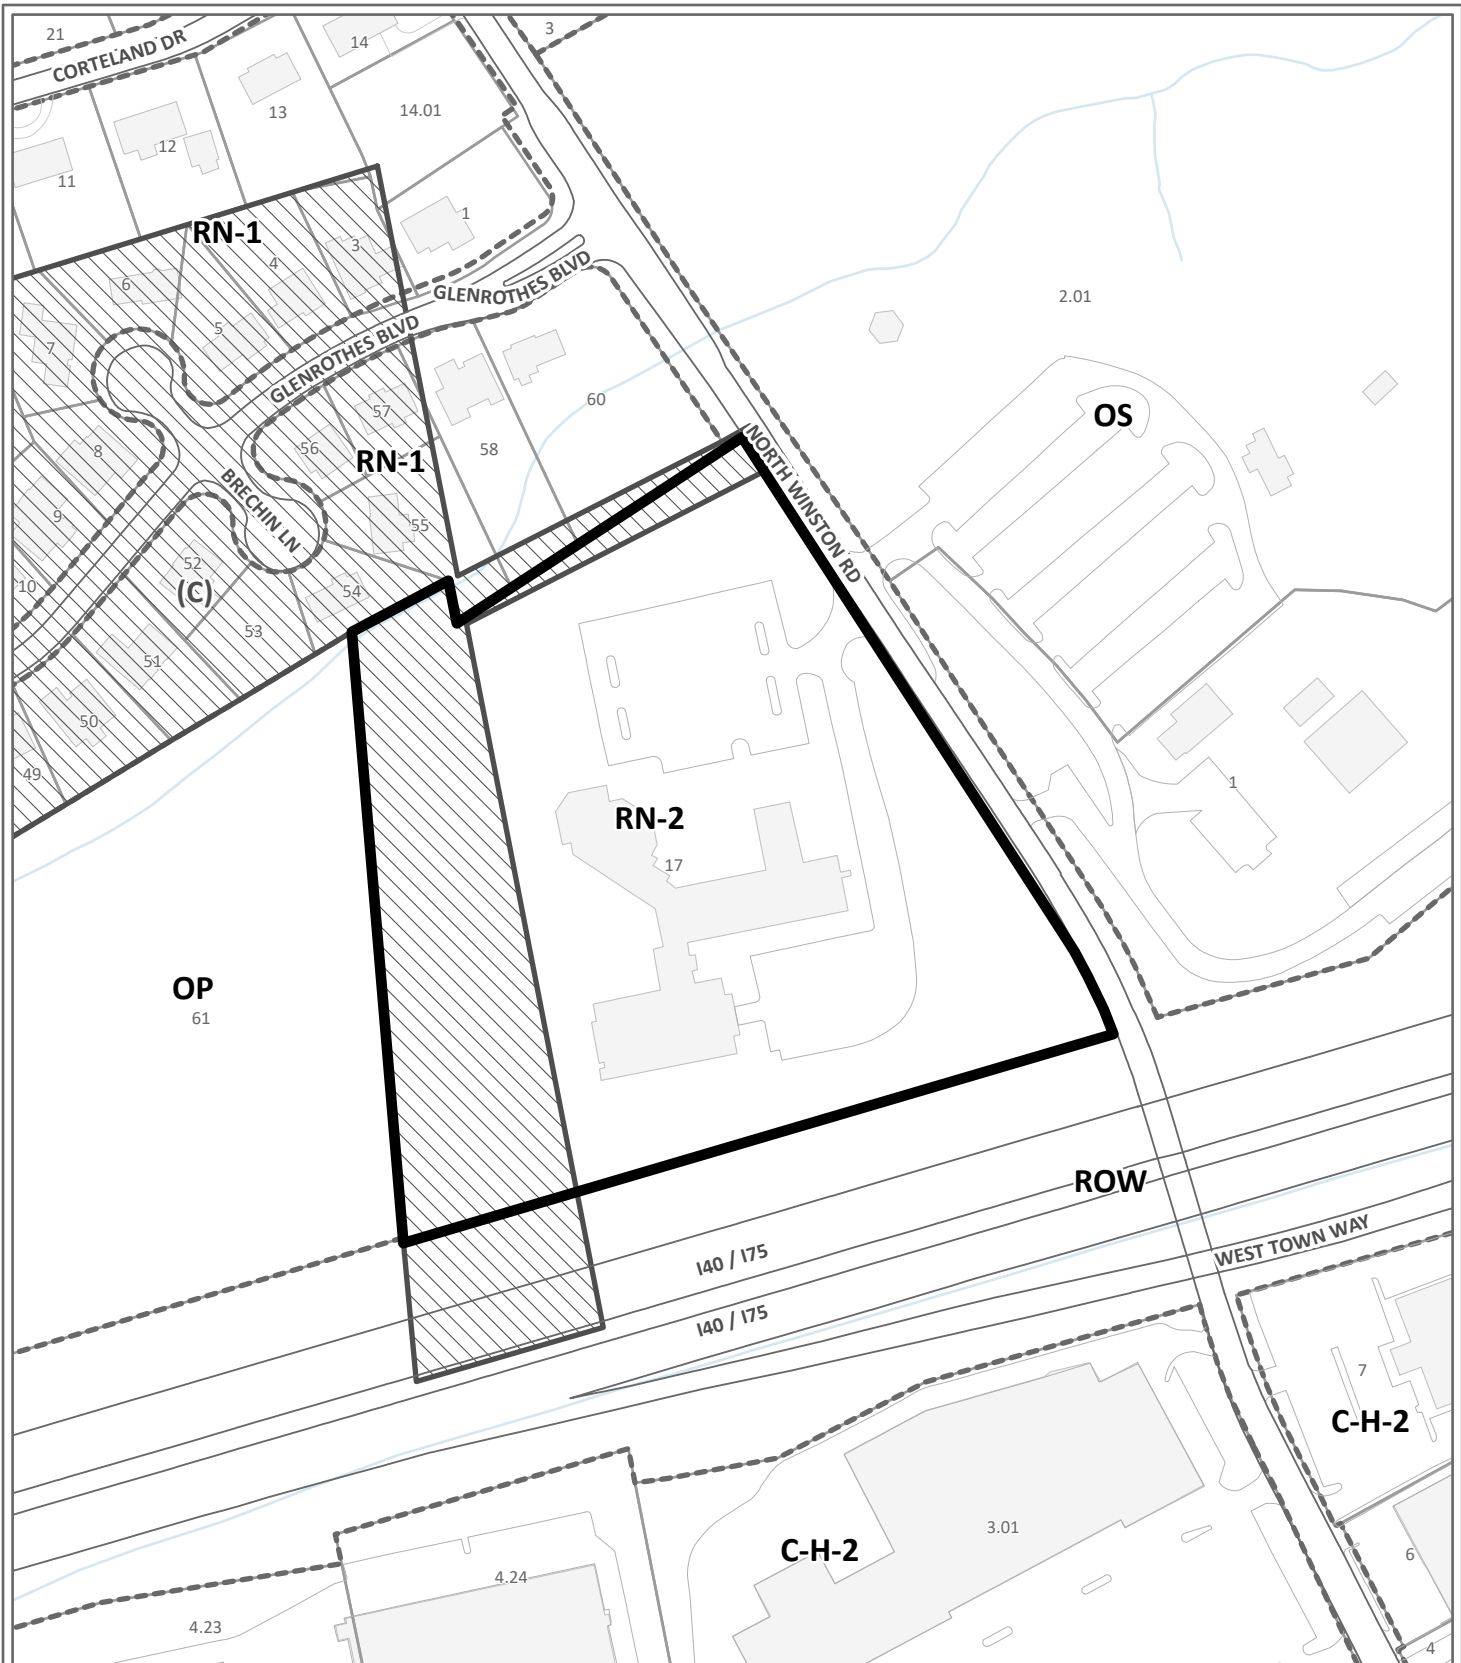 21
CORTELAND DR
14
3
13
14.01
12
11
1
RN-1
3
4
6
5
7
GLENROTHES BLVD
GLENROTHES BLVD
2.01
57
60
OS
56
58
RN-1
8
NORTH WINSTON RD
BRECHIN LN
9
55
52
(C)
10
54
53
51
50
49
1
RN-2
17
OP
61
ROW
WEST TOWN WAY
I40 / I75
I40 / I75
7
C-H-2
3.01
C-H-2
6
4.24
4.23
4